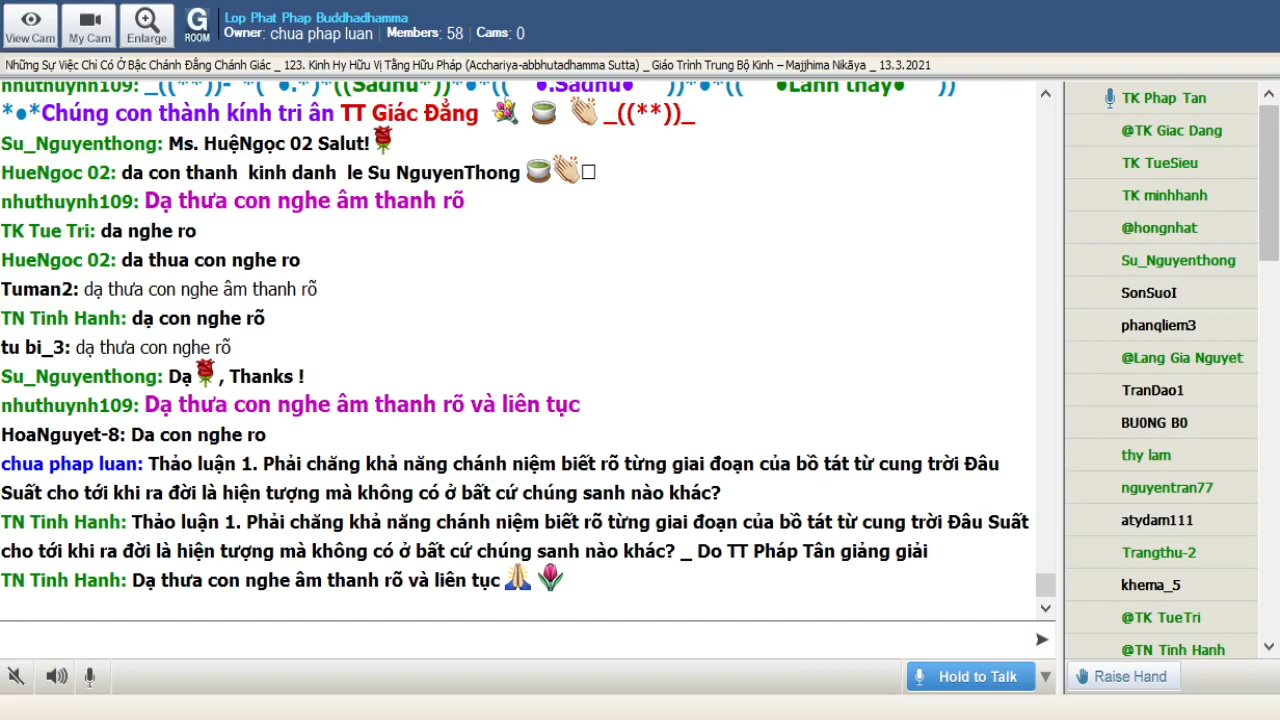 View Cam
My Cam
Enlarge
G
ROOM
Lop Phat Phap Buddhadhamma
Owner: chua phap luan | Members: 58 | Cams: 0
Những Sự Việc Chỉ Có Ở Bậc Chánh Đẳng Chánh Giác _ 123. Kinh Hy Hữu Vị Tằng Hữu Pháp (Acchariya-abbhutadhamma Sutta) _ Giáo Trình Trung Bộ Kinh – Majjhima Nikāya _ 13.3.2021
nhuthuynh109: _((**))- *( ●.*)*((Sadhu*))*●*(( ●.Sadhu● ))*●*(( ●Lành thay● ))
*●*Chúng con thành kính tri ân TT Giác Đẳng _((**))_
Su_Nguyenthong: Ms. HuệNgọc 02 Salut!
HueNgoc 02: da con thanh kinh danh le Su NguyenThong
nhuthuynh109: Dạ thưa con nghe âm thanh rõ
TK Tue Tri: da nghe ro
HueNgoc 02: da thua con nghe ro
Tuman2: dạ thưa con nghe âm thanh rõ
TN Tinh Hanh: dạ con nghe rõ
tu bi_3: dạ thưa con nghe rõ
Su_Nguyenthong: Dạ , Thanks !
nhuthuynh109: Dạ thưa con nghe âm thanh rõ và liên tục
HoaNguyet-8: Da con nghe ro
chua phap luan: Thảo luận 1. Phải chăng khả năng chánh niệm biết rõ từng giai đoạn của bồ tát từ cung trời Đâu
Suất cho tới khi ra đời là hiện tượng mà không có ở bất cứ chúng sanh nào khác?
TN Tinh Hanh: Thảo luận 1. Phải chăng khả năng chánh niệm biết rõ từng giai đoạn của bồ tát từ cung trời Đâu Suất
cho tới khi ra đời là hiện tượng mà không có ở bất cứ chúng sanh nào khác? _ Do TT Pháp Tân giảng giải
TN Tinh Hanh: Dạ thưa con nghe âm thanh rõ và liên tục
Hold to Talk
TK Phap Tan
@TK Giac Dang
TK TueSieu
TK minhhanh
@hongnhat
Su_Nguyenthong
SonSuoI
phanqliem3
@Lang Gia Nguyet
TranDao1
BU0NG B0
thy lam
nguyentran77
atydam111
Trangthu-2
khema_5
@TK TueTri
@TN Tinh Hanh
Raise Hand